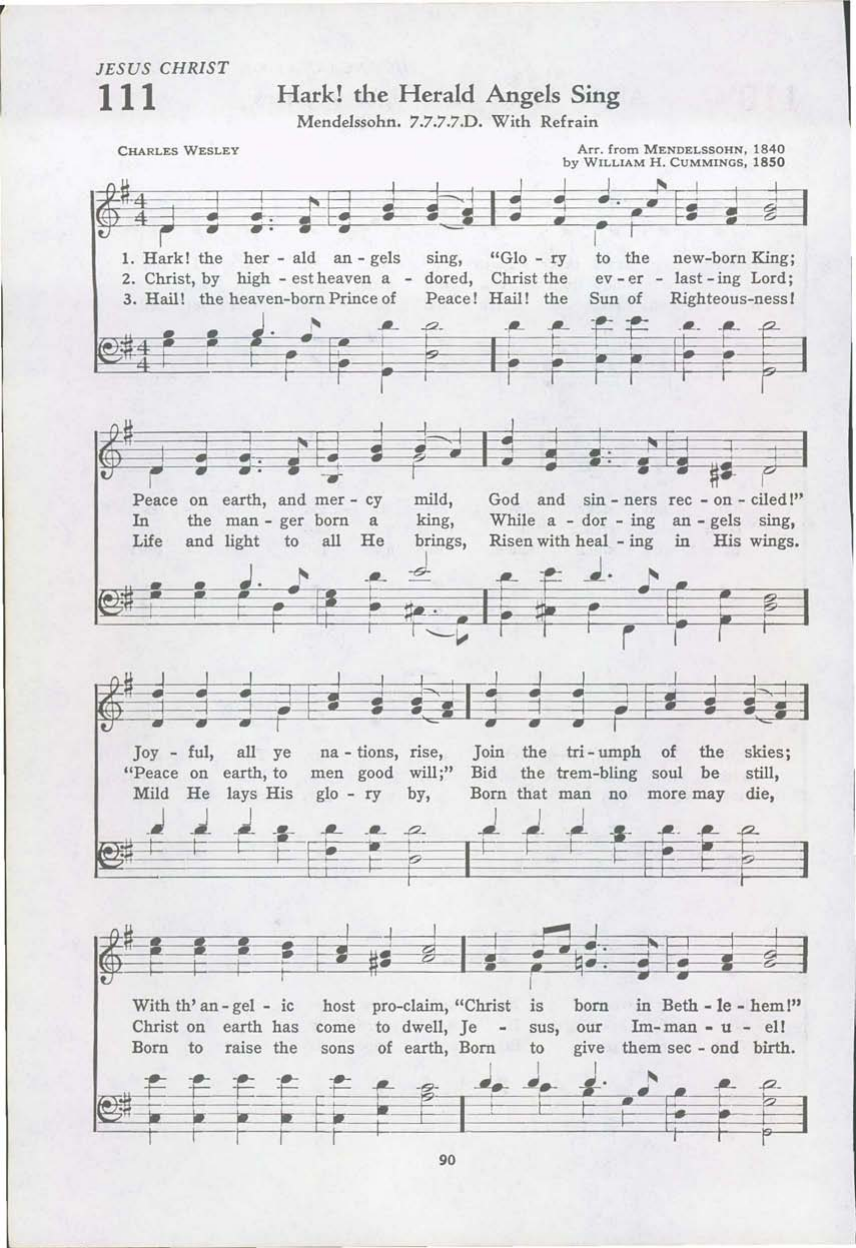 JESUS CHRIST
111
Hark! the Herald Angels Sing
Mendelssohn. 7.7.7.7.D. With Refrain
CHARLES WESLEY
Arr. from MENDELSSOHN, 1840
by WILLIAM H. CUMMINGS, 1850
1. Hark! the her - ald an - gels sing, “Glo - ry to the new-born King;
2. Christ, by high - est heaven a - dored, Christ the ev - er - last - ing Lord;
3. Hail! the heaven-born Prince of Peace! Hail! the Sun of Righteous-ness!
Peace on earth, and mer - cy mild, God and sin - ners rec - on - ciled!”
In the man - ger born a king, While a - dor - ing an - gels sing,
Life and light to all He brings, Risen with heal - ing in His wings.
Joy - ful, all ye na - tions, rise, Join the tri - umph of the skies;
“Peace on earth, to men good will;” Bid the trem-bling soul be still,
Mild He lays His glo - ry by, Born that man no more may die,
With th' an - gel - ic host pro-claim, “Christ is born in Beth - le - hem!”
Christ on earth has come to dwell, Je - sus, our Im- man - u - el!
Born to raise the sons of earth, Born to give them sec - ond birth.
90